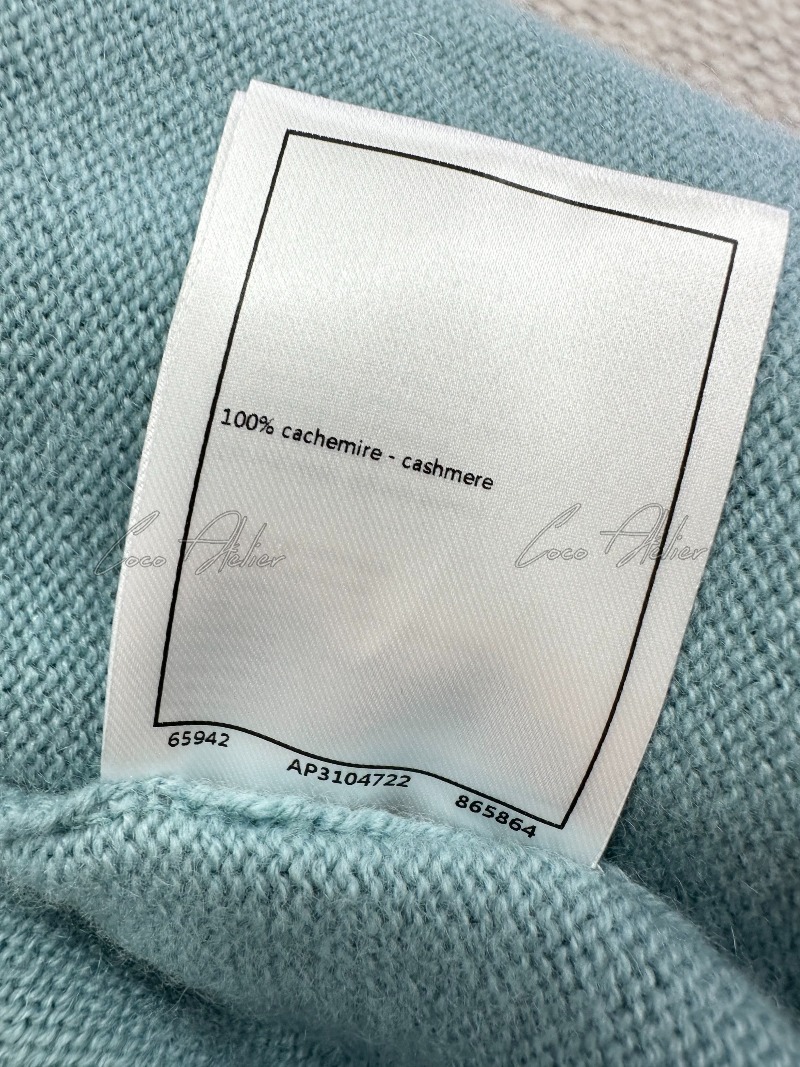 100% cachemire - cashmere
Coco Atelier Coco Atelier
65942 AP3104722 865864